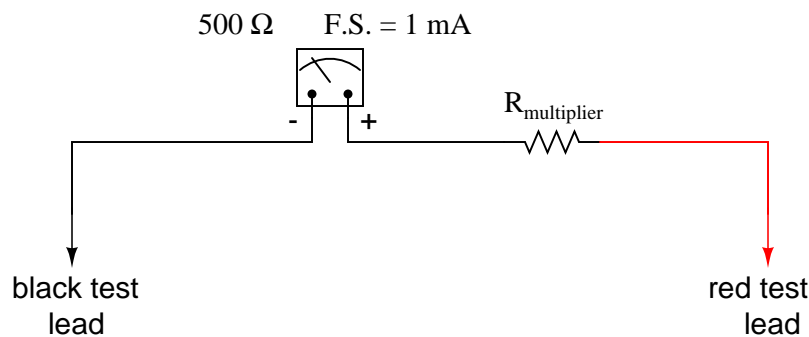 500 Ω F.S. = 1 mA
- +
Rmultiplier
black test
lead
red test
lead